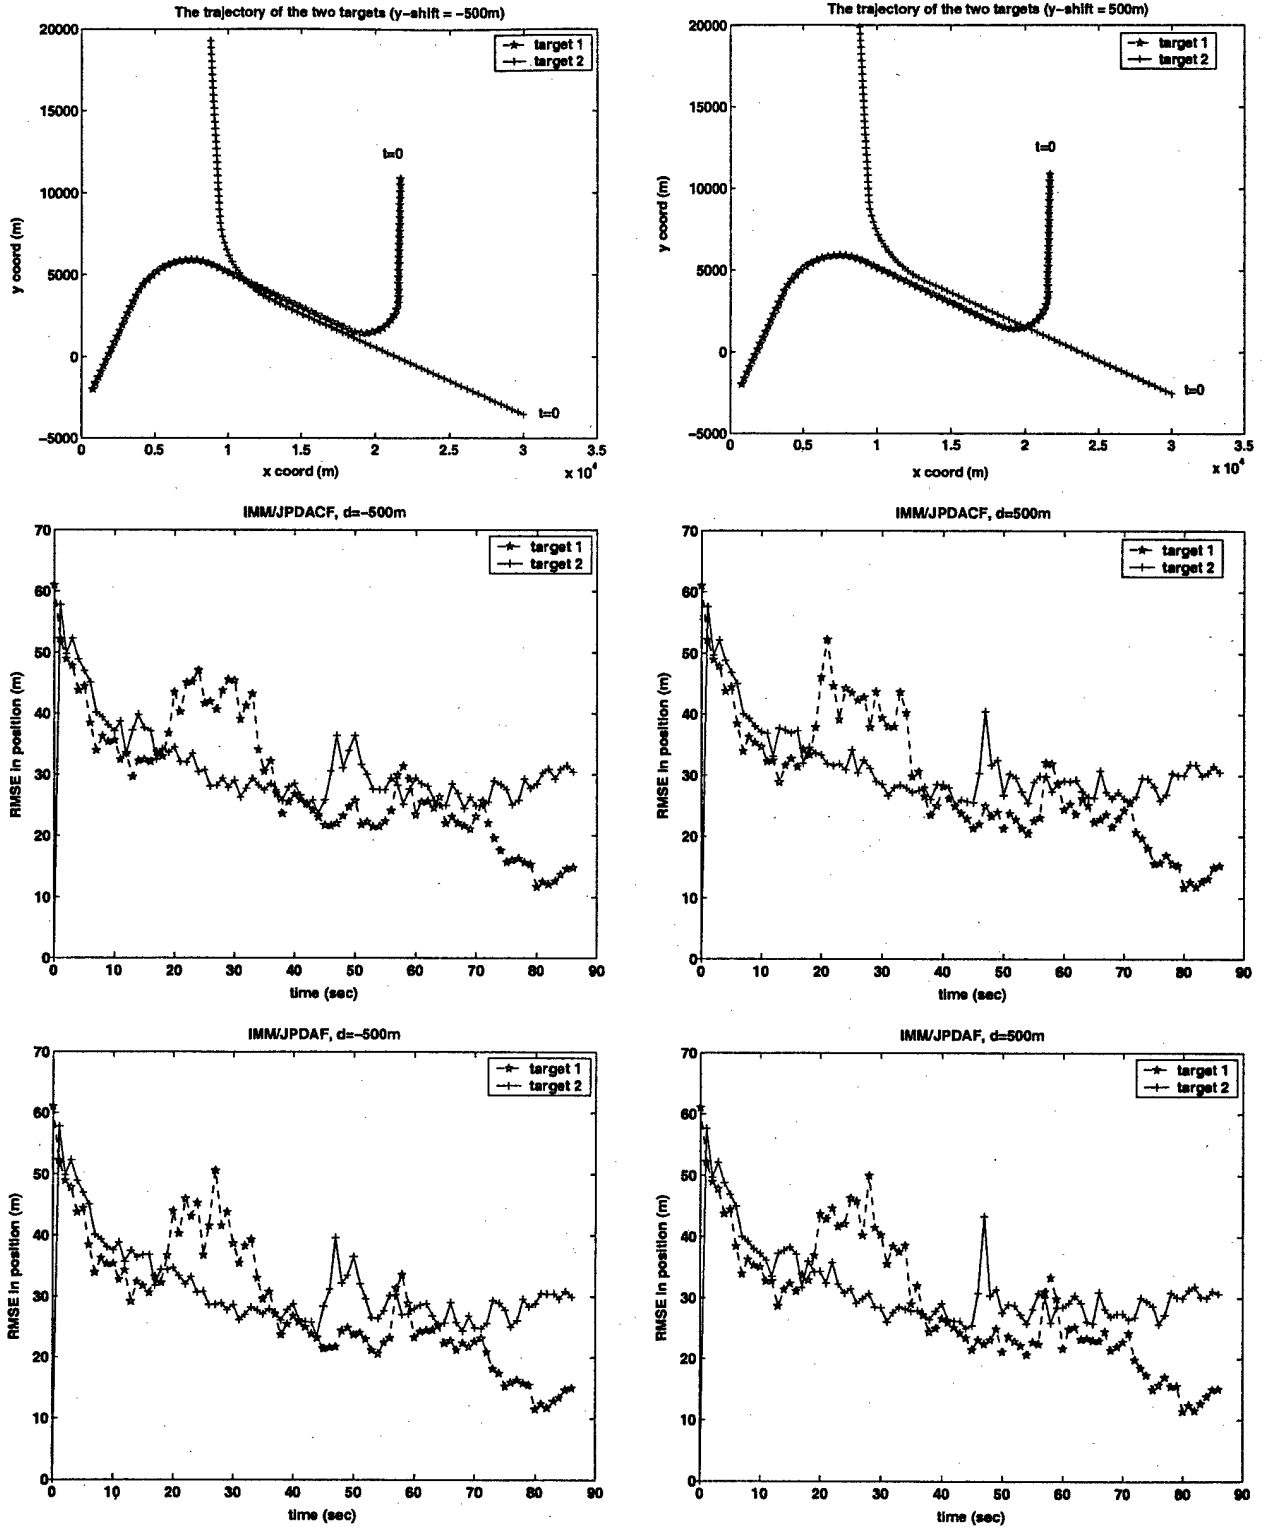 The trajectory of the two targets (y-shift = -500m)
20000
15000
10000
5000
0
-5000
y coord (m)
target 1
target 2
t=0
t=0
0
0.5
1
1.5
2
2.5
3
3.5
x coord (m)
x 10^4
The trajectory of the two targets (y-shift = 500m)
20000
15000
10000
5000
0
-5000
y coord (m)
target 1
target 2
t=0
t=0
0
0.5
1
1.5
2
2.5
3
3.5
x coord (m)
x 10^4
IMM/JPDACF, d=-500m
70
60
50
40
30
20
10
0
RMSE in position (m)
target 1
target 2
0 10 20 30 40 50 60 70 80 90
time (sec)
IMM/JPDACF, d=500m
70
60
50
40
30
20
10
0
RMSE in position (m)
target 1
target 2
0 10 20 30 40 50 60 70 80 90
time (sec)
IMM/JPDAF, d=-500m
70
60
50
40
30
20
10
0
RMSE in position (m)
target 1
target 2
0 10 20 30 40 50 60 70 80 90
time (sec)
IMM/JPDAF, d=500m
70
60
50
40
30
20
10
0
RMSE in position (m)
target 1
target 2
0 10 20 30 40 50 60 70 80 90
time (sec)